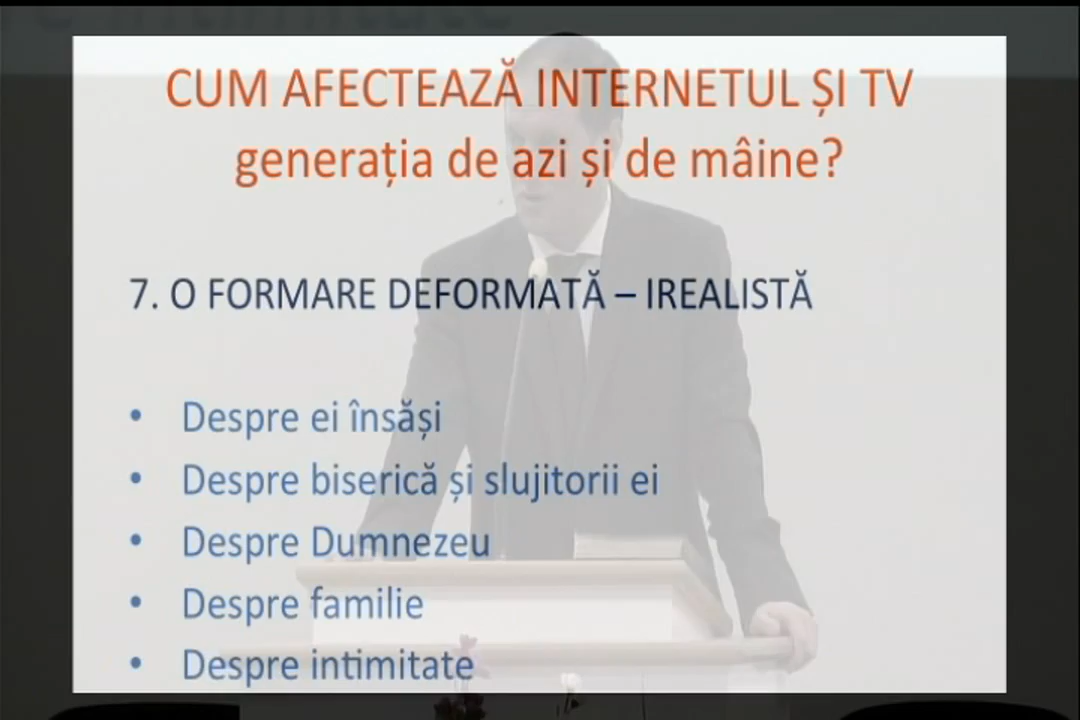 CUM AFECTEAZĂ INTERNETUL ȘI TV
generația de azi și de mâine?
7. O FORMARE DEFORMATĂ – IREALISTĂ
• Despre ei însăși
• Despre biserică și slujitorii ei
• Despre Dumnezeu
• Despre familie
• Despre intimitate